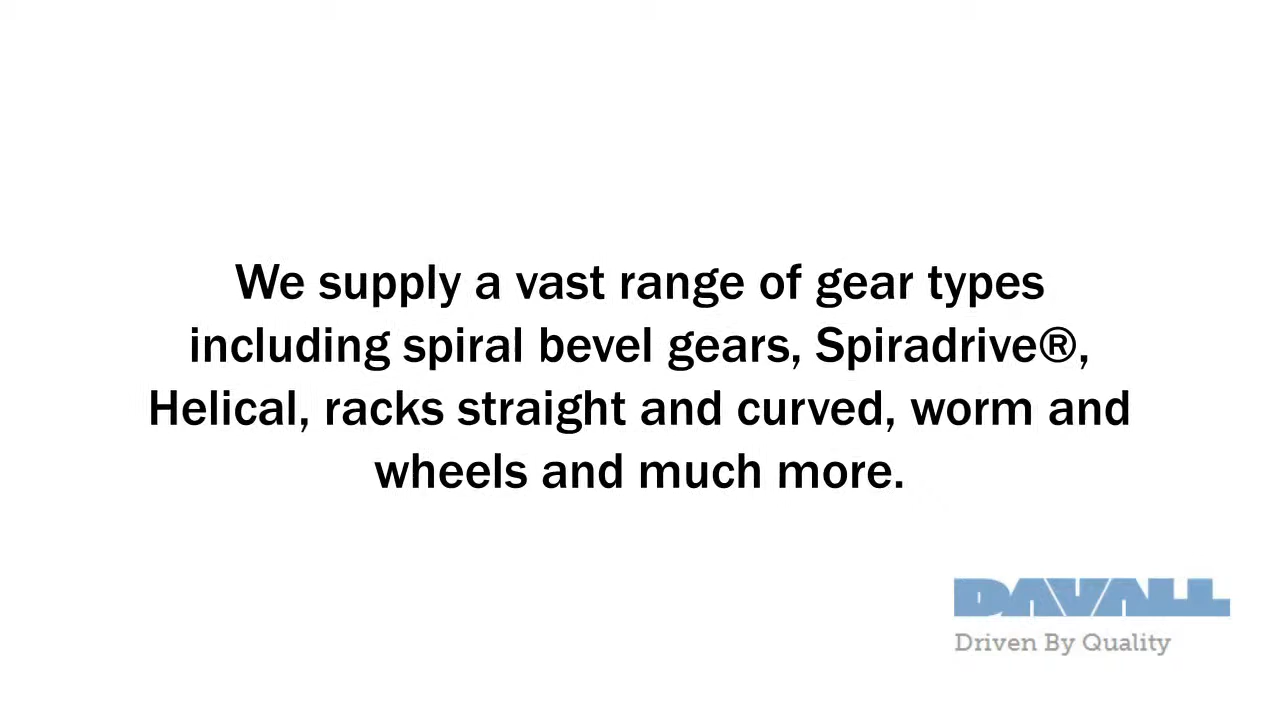 We supply a vast range of gear types
including spiral bevel gears, Spiradrive®,
Helical, racks straight and curved, worm and
wheels and much more.
DAVALL
Driven By Quality